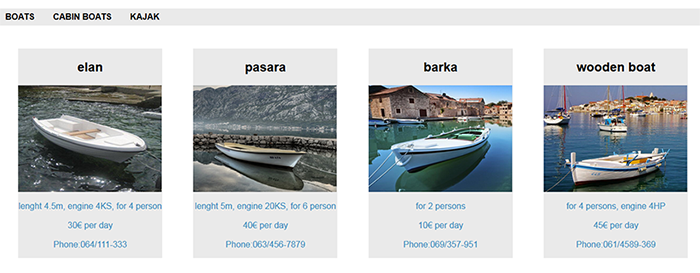 BOATS CABIN BOATS KAJAK
elan
lenght 4.5m, engine 4KS, for 4 person
30€ per day
Phone:064/111-333
pasara
lenght 5m, engine 20KS, for 6 person
40€ per day
Phone:063/456-7879
barka
for 2 persons
10€ per day
Phone:069/357-951
wooden boat
for 4 persons, engine 4HP
45€ per day
Phone:061/4589-369